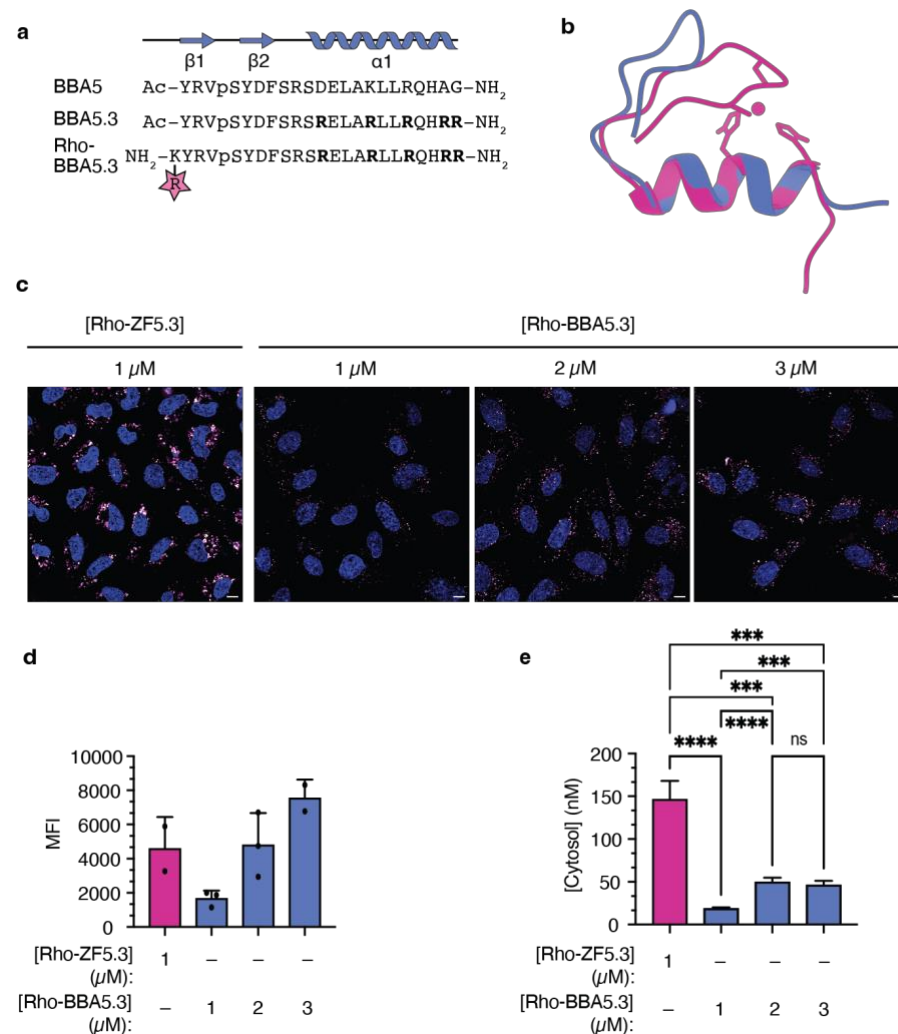 a
β1 β2 α1
BBA5 Ac-YRVpSYDFSRSDELAKLLRQHAG-NH2
BBA5.3 Ac-YRVpSYDFSRSRELARLLRQHRR-NH2
Rho-
BBA5.3 NH2-KYRVpSYDFSRSRELARLLRQHRR-NH2
R
b
c
[Rho-ZF5.3] [Rho-BBA5.3]
1 µM 1 µM 2 µM 3 µM
d
MFI
10000
8000
6000
4000
2000
0
[Rho-ZF5.3]
(µM): 1 – – –
[Rho-BBA5.3]
(µM): – 1 2 3
e
***
***
***
****
**** ns
[Cytosol] (nM)
200
150
100
50
0
[Rho-ZF5.3]
(µM): 1 – – –
[Rho-BBA5.3]
(µM): – 1 2 3